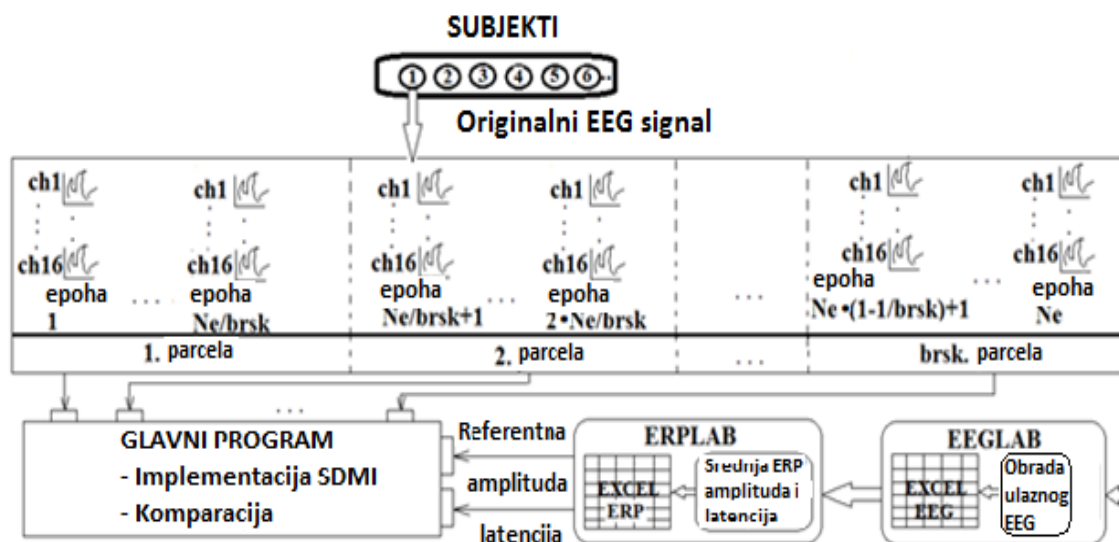 SUBJEKTI
1 2 3 4 5 6..
Originalni EEG signal
ch1 ch1 ch1 ch1 ch1 ch1
ch16 ch16 ch16 ch16 ch16 ch16
epoha ... epoha epoha ... epoha ... epoha ... epoha
1 Ne/brsk Ne/brsk+1 2•Ne/brsk Ne•(1-1/brsk)+1 Ne
1. parcela 2. parcela ... brsk. parcela
...
GLAVNI PROGRAM
- Implementacija SDMI
- Komparacija
Referentna
amplituda
latencija
ERPLAB
EXCEL
ERP
Srednja ERP
amplituda i
latencija
EEGLAB
EXCEL
EEG
Obrada
ulaznog
EEG